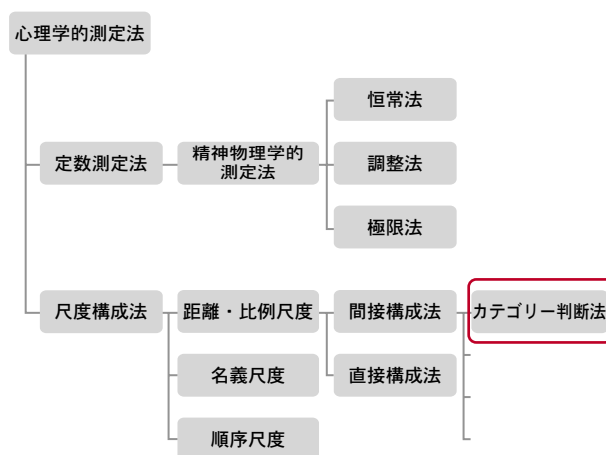 心理学的測定法
恒常法
定数測定法
精神物理学的
測定法
調整法
極限法
尺度構成法
距離・比例尺度
間接構成法
カテゴリー判断法
名義尺度
直接構成法
順序尺度